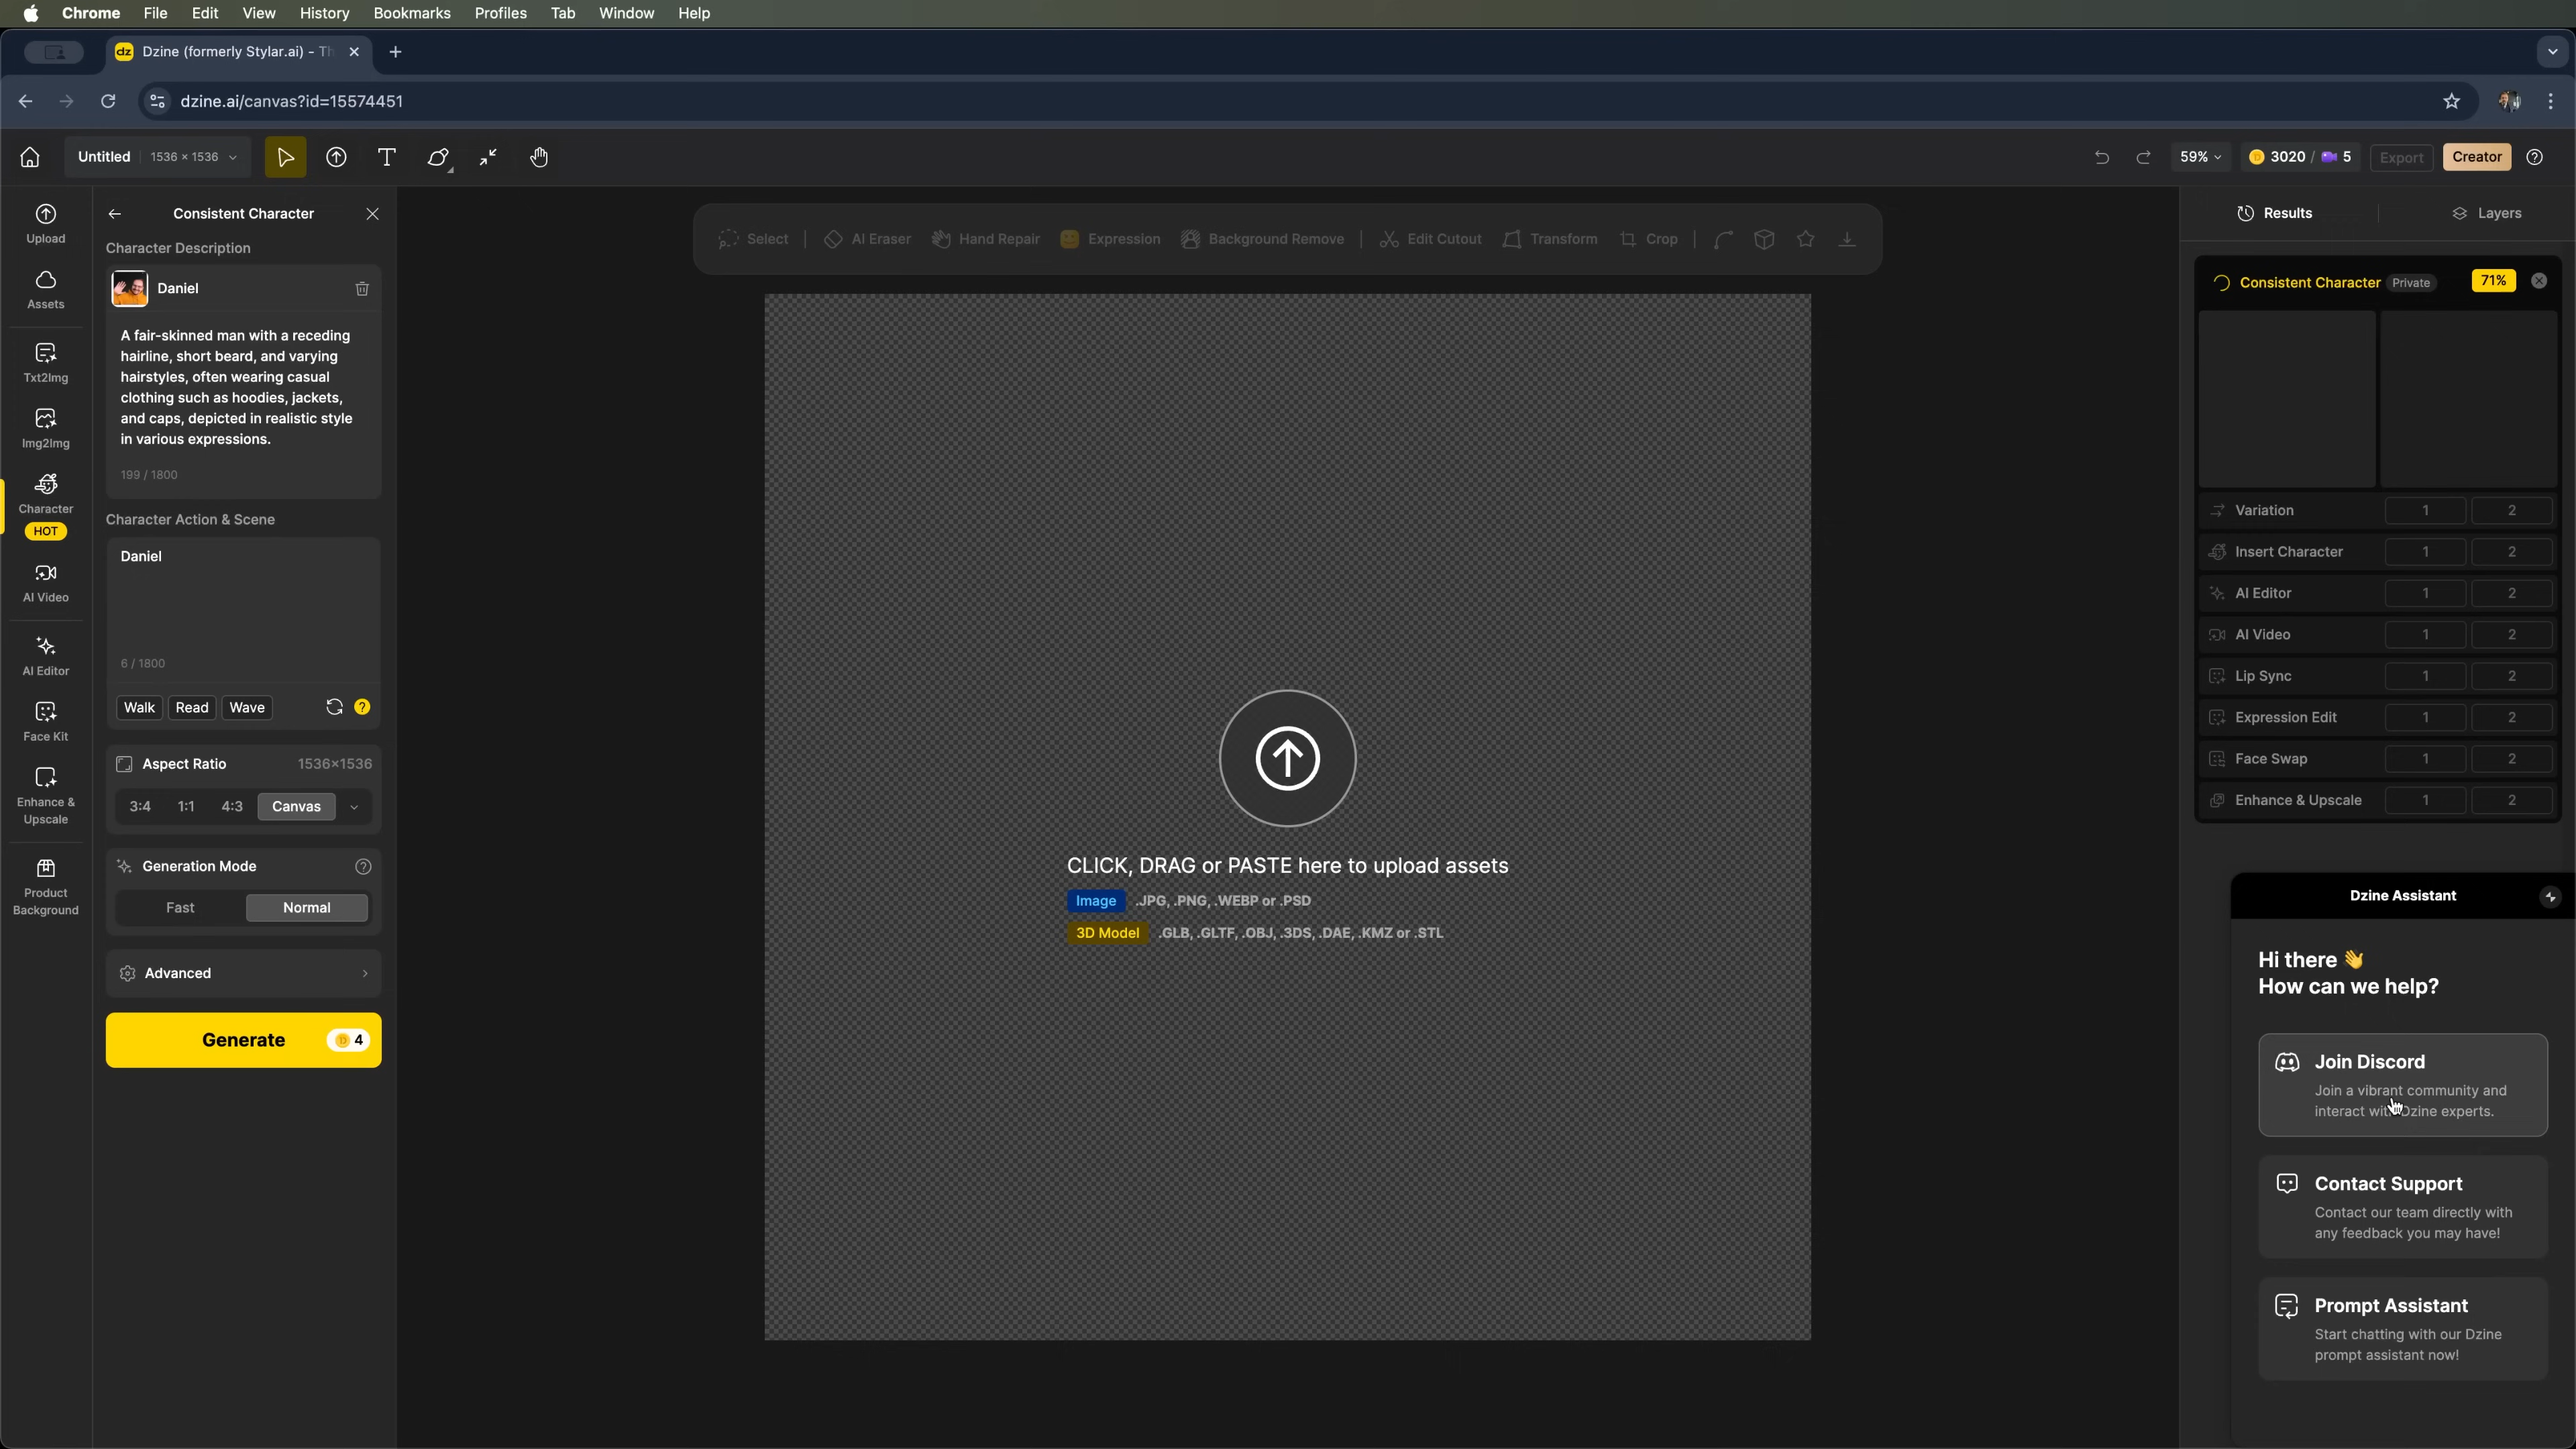 Chrome File Edit View History Bookmarks Profiles Tab Window Help
dz Dzine (formerly Stylar.ai) - Th
dzine.ai/canvas?id=15574451
Untitled 1536 × 1536
59% 3020 / 5 Export Creator
Upload
Assets
Txt2Img
Img2Img
Character
HOT
AI Video
AI Editor
Face Kit
Enhance &
Upscale
Product
Background
Consistent Character
Character Description
Daniel
A fair-skinned man with a receding
hairline, short beard, and varying
hairstyles, often wearing casual
clothing such as hoodies, jackets,
and caps, depicted in realistic style
in various expressions.
199 / 1800
Character Action & Scene
Daniel
6 / 1800
Walk Read Wave ?
Aspect Ratio 1536×1536
3:4 1:1 4:3 Canvas
Generation Mode
Fast Normal
Advanced
Generate 4
Select AI Eraser Hand Repair Expression Background Remove Edit Cutout Transform Crop
CLICK, DRAG or PASTE here to upload assets
Image .JPG, .PNG, .WEBP or .PSD
3D Model .GLB, .GLTF, .OBJ, .3DS, .DAE, .KMZ or .STL
Results Layers
Consistent Character Private 71%
Variation 1 2
Insert Character 1 2
AI Editor 1 2
AI Video 1 2
Lip Sync 1 2
Expression Edit 1 2
Face Swap 1 2
Enhance & Upscale 1 2
Dzine Assistant
Hi there 👋
How can we help?
Join Discord
Join a vibrant community and
interact with Dzine experts.
Contact Support
Contact our team directly with
any feedback you may have!
Prompt Assistant
Start chatting with our Dzine
prompt assistant now!